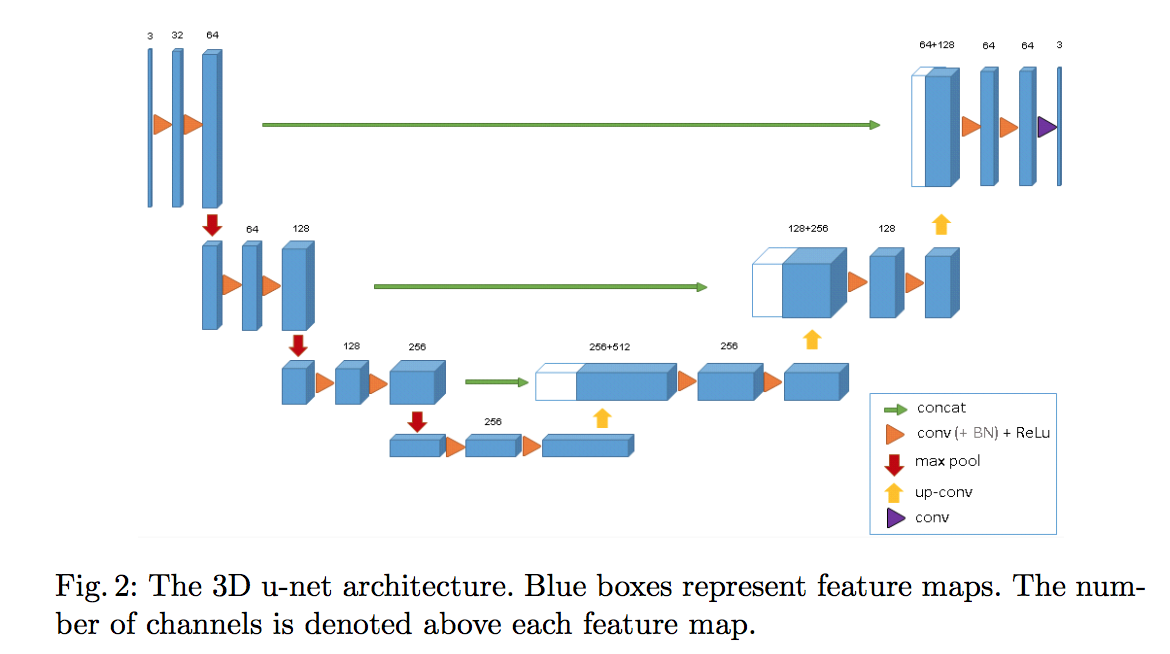 3 32 64
64+128 64 64 3
64 128
128+256 128
128 256
256+512 256
256
concat
conv (+ BN) + ReLu
max pool
up-conv
conv
Fig. 2: The 3D u-net architecture. Blue boxes represent feature maps. The num-
ber of channels is denoted above each feature map.